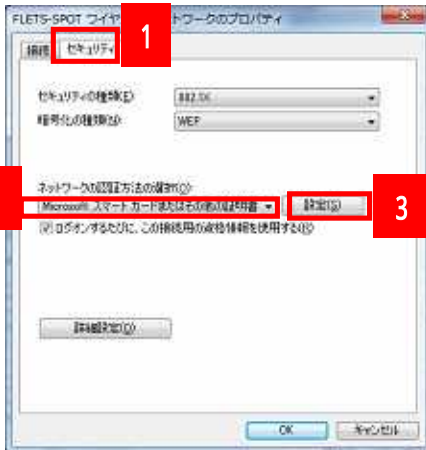 FLETS-SPOT ワイヤ トワークのプロパティ
1
接続 セキュリティ
セキュリティの種類(E) 802.1X
暗号化の種類(N) WEP
ネットワークの認証方法の選択(O)
Microsoft スマート カードまたはその他の証明書 設定(S)
3
ログオンするたびに、この接続用の資格情報を使用する(R)
詳細設定(D)
OK キャンセル